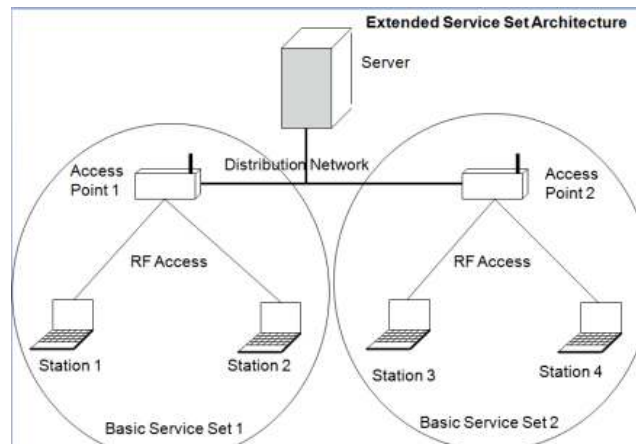 Extended Service Set Architecture
Server
Distribution Network
Access
Point 1
Access
Point 2
RF Access
RF Access
Station 1
Station 2
Station 3
Station 4
Basic Service Set 1
Basic Service Set 2